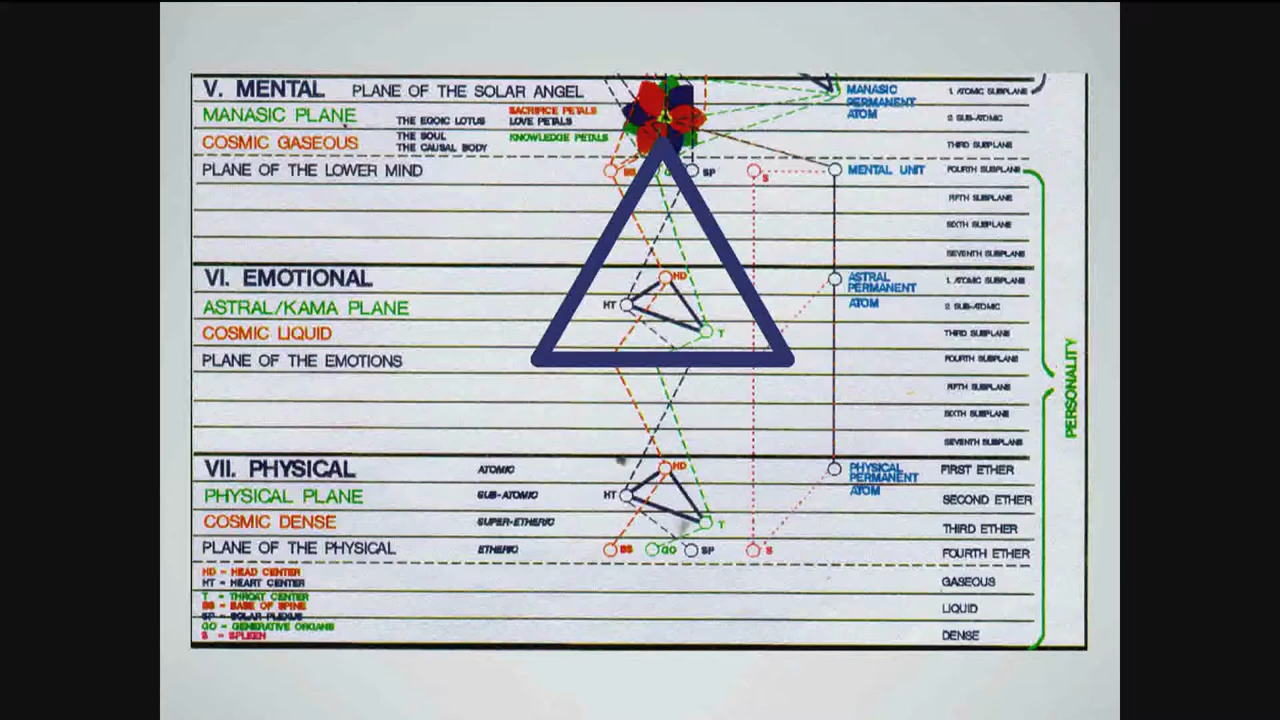 V. MENTAL PLANE OF THE SOLAR ANGEL
MANASIC PLANE
COSMIC GASEOUS
THE EGOIC LOTUS
THE SOUL
THE CAUSAL BODY
SACRIFICE PETALS
LOVE PETALS
KNOWLEDGE PETALS
MANASIC
PERMANENT
ATOM
1. ATOMIC SUBPLANE
2. SUB-ATOMIC
THIRD SUBPLANE
PLANE OF THE LOWER MIND
BS
G
SP
S
MENTAL UNIT
FOURTH SUBPLANE
FIFTH SUBPLANE
SIXTH SUBPLANE
SEVENTH SUBPLANE
VI. EMOTIONAL
ASTRAL/KAMA PLANE
COSMIC LIQUID
PLANE OF THE EMOTIONS
HD
HT
T
ASTRAL
PERMANENT
ATOM
1. ATOMIC SUBPLANE
2. SUB-ATOMIC
THIRD SUBPLANE
FOURTH SUBPLANE
FIFTH SUBPLANE
SIXTH SUBPLANE
SEVENTH SUBPLANE
PERSONALITY
VII. PHYSICAL
PHYSICAL PLANE
COSMIC DENSE
PLANE OF THE PHYSICAL
ATOMIC
SUB-ATOMIC
SUPER-ETHERIC
ETHERIC
HD
HT
T
BS
GO
SP
S
PHYSICAL
PERMANENT
ATOM
FIRST ETHER
SECOND ETHER
THIRD ETHER
FOURTH ETHER
GASEOUS
LIQUID
DENSE
HD = HEAD CENTER
HT = HEART CENTER
T = THROAT CENTER
BS = BASE OF SPINE
SP = SOLAR PLEXUS
GO = GENERATIVE ORGANS
S = SPLEEN